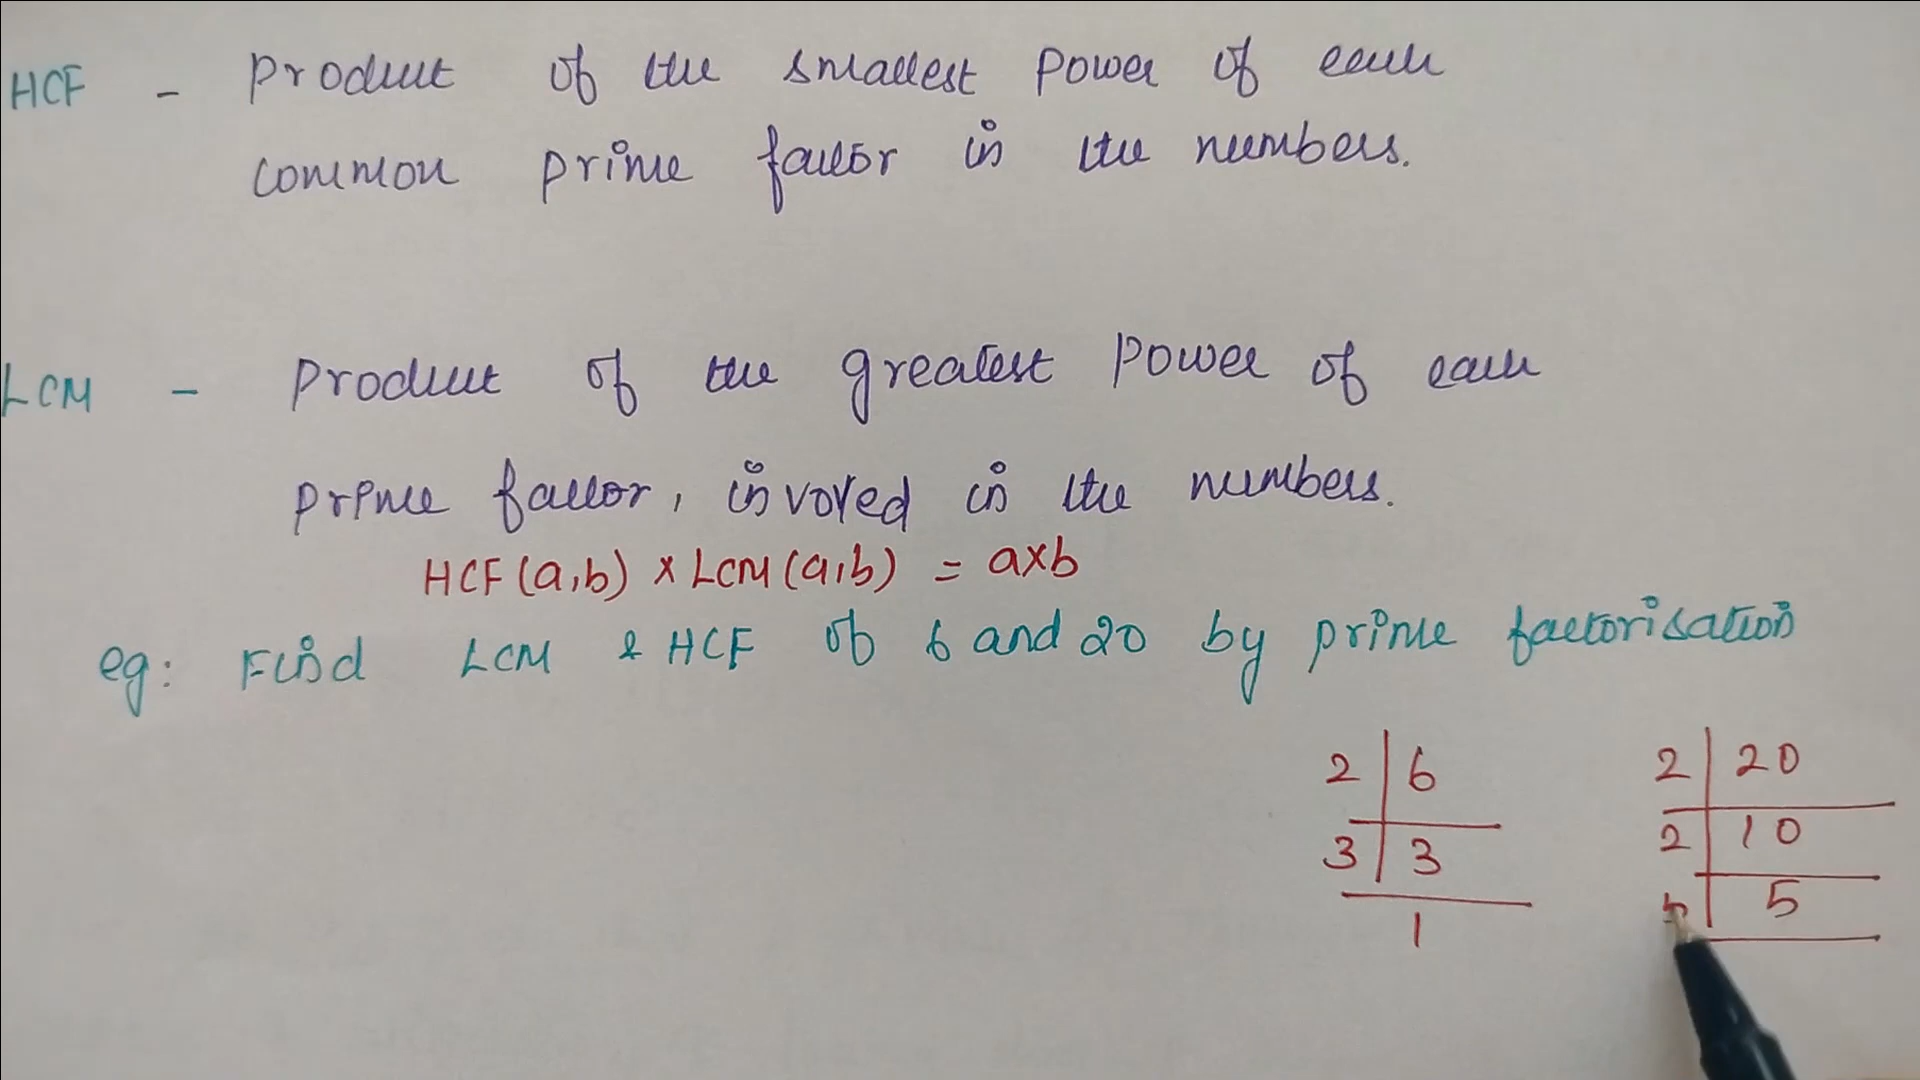 HCF - Product of the smallest power of each
common prime factor in the numbers.
LCM - Product of the greatest power of each
prime factor, invoved in the numbers.
HCF(a,b) x LCM(a,b) = axb
eg: Find LCM & HCF of 6 and 20 by prime factorisation
2 | 6
3 | 3
1
2 | 20
2 | 10
5 | 5